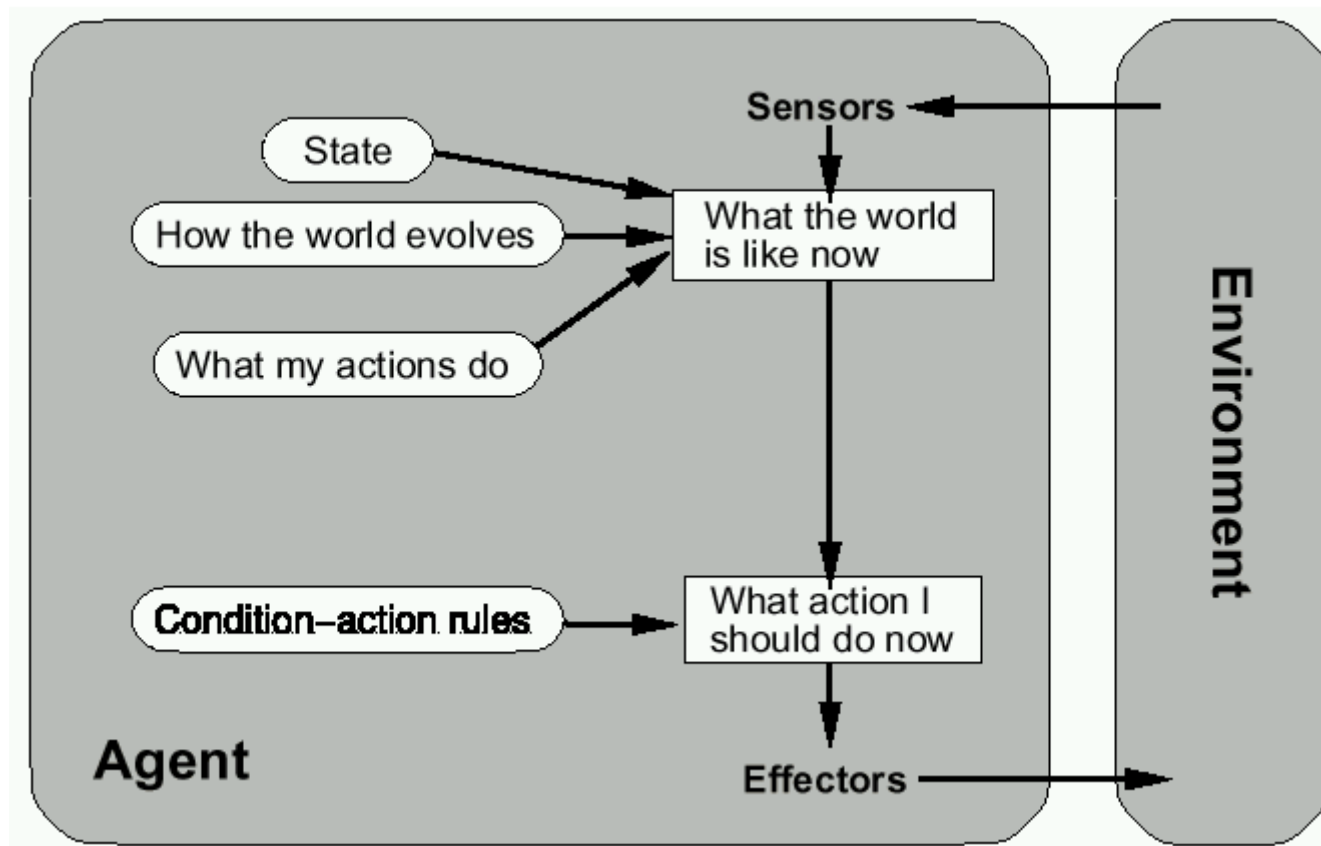 Sensors
State
What the world
is like now
How the world evolves
What my actions do
Environment
Condition–action rules
What action I
should do now
Agent
Effectors